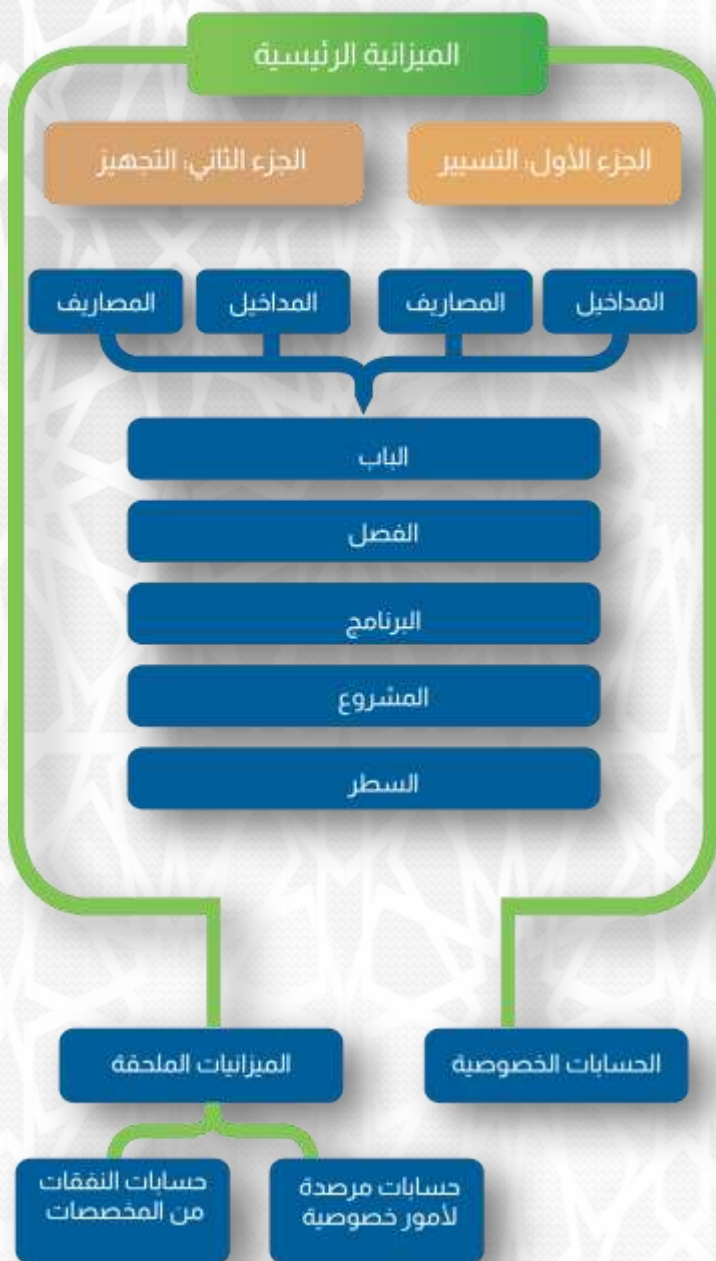 الميزانية الرئيسية
الجزء الأول: التسيير
الجزء الثاني: التجهيز
المداخيل
المصاريف
المداخيل
المصاريف
الباب
الفصل
البرنامج
المشروع
السطر
الحسابات الخصوصية
الميزانيات الملحقة
حسابات مرصدة
لأمور خصوصية
حسابات النفقات
من المخصصات